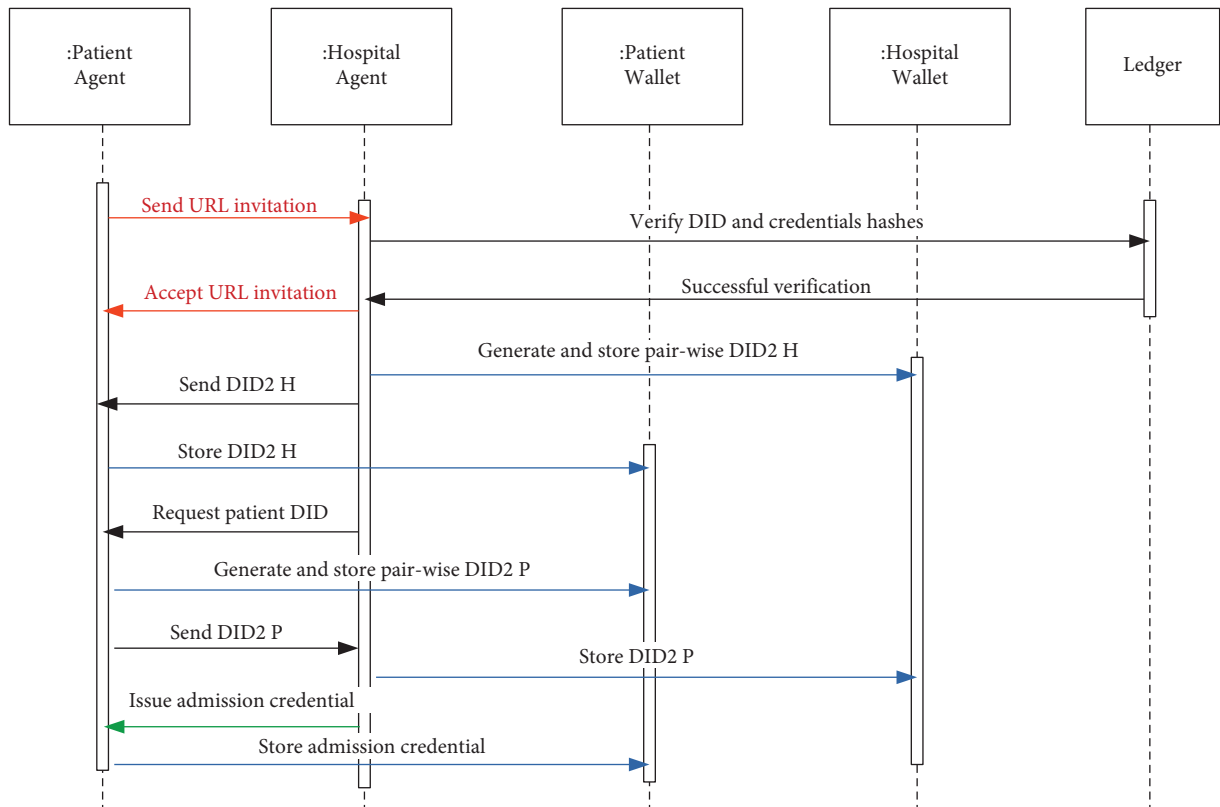 :Patient
Agent
:Hospital
Agent
:Patient
Wallet
:Hospital
Wallet
Ledger
Send URL invitation
Verify DID and credentials hashes
Successful verification
Accept URL invitation
Generate and store pair-wise DID2 H
Send DID2 H
Store DID2 H
Request patient DID
Generate and store pair-wise DID2 P
Send DID2 P
Store DID2 P
Issue admission credential
Store admission credential